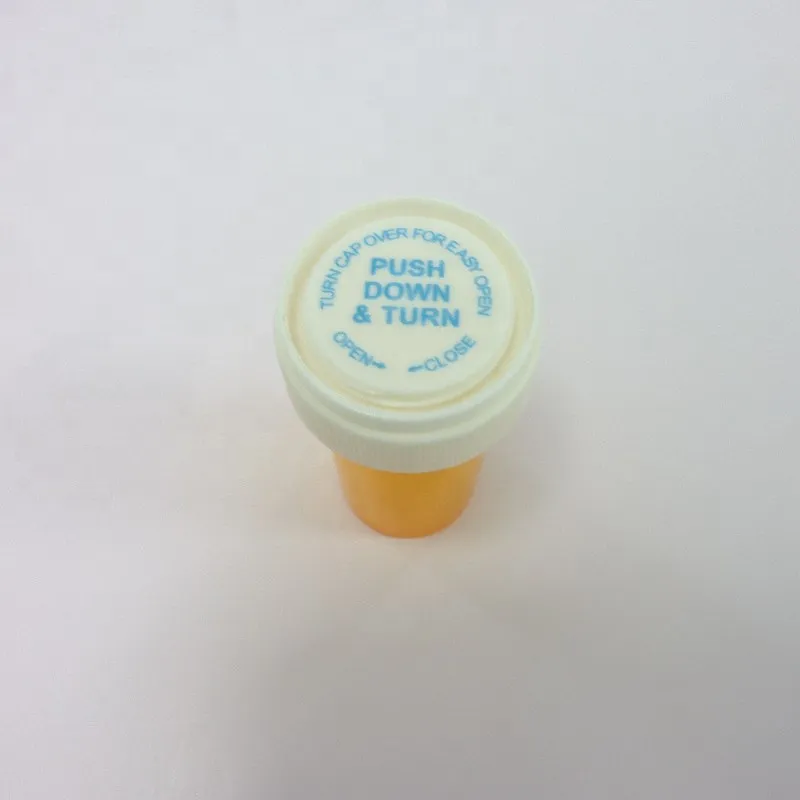 TURN CAP OVER FOR EASY OPEN
PUSH
DOWN
& TURN
OPEN→
←CLOSE